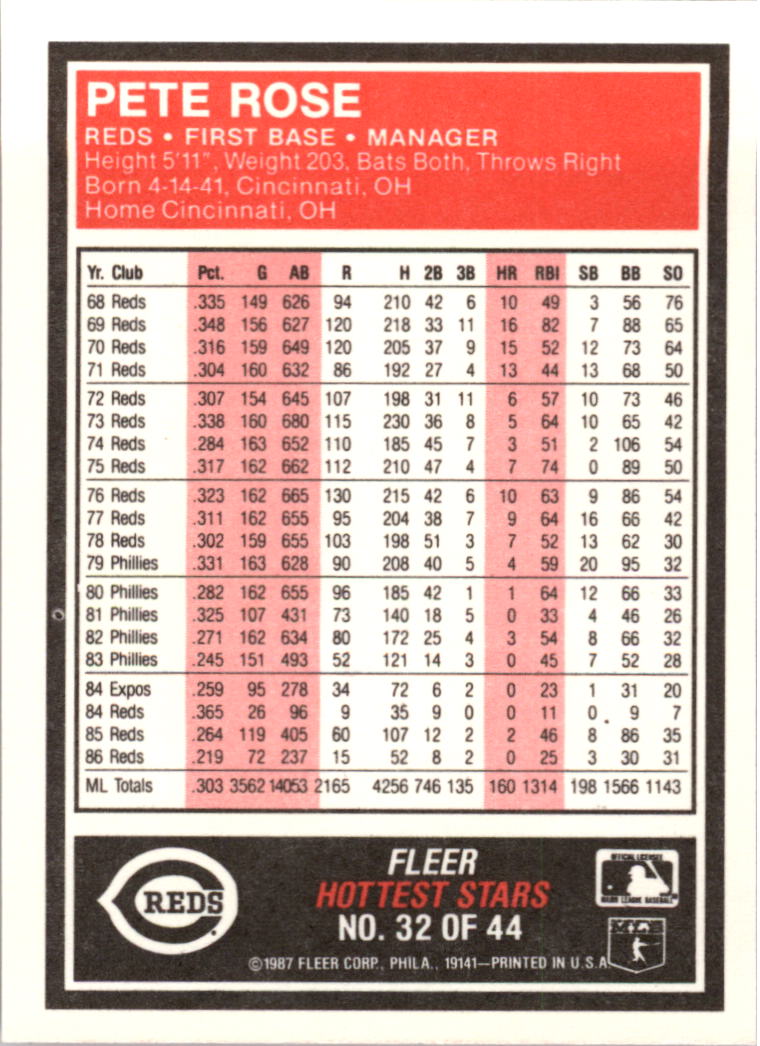 PETE ROSE
REDS • FIRST BASE • MANAGER
Height 5'11", Weight 203, Bats Both, Throws Right
Born 4-14-41, Cincinnati, OH
Home Cincinnati, OH
Yr. Club Pct. G AB R H 2B 3B HR RBI SB BB SO
68 Reds .335 149 626 94 210 42 6 10 49 3 56 76
69 Reds .348 156 627 120 218 33 11 16 82 7 88 65
70 Reds .316 159 649 120 205 37 9 15 52 12 73 64
71 Reds .304 160 632 86 192 27 4 13 44 13 68 50
72 Reds .307 154 645 107 198 31 11 6 57 10 73 46
73 Reds .338 160 680 115 230 36 8 5 64 10 65 42
74 Reds .284 163 652 110 185 45 7 3 51 2 106 54
75 Reds .317 162 662 112 210 47 4 7 74 0 89 50
76 Reds .323 162 665 130 215 42 6 10 63 9 86 54
77 Reds .311 162 655 95 204 38 7 9 64 16 66 42
78 Reds .302 159 655 103 198 51 3 7 52 13 62 30
79 Phillies .331 163 628 90 208 40 5 4 59 20 95 32
80 Phillies .282 162 655 96 185 42 1 1 64 12 66 33
81 Phillies .325 107 431 73 140 18 5 0 33 4 46 26
82 Phillies .271 162 634 80 172 25 4 3 54 8 66 32
83 Phillies .245 151 493 52 121 14 3 0 45 7 52 28
84 Expos .259 95 278 34 72 6 2 0 23 1 31 20
84 Reds .365 26 96 9 35 9 0 0 11 0 9 7
85 Reds .264 119 405 60 107 12 2 2 46 8 86 35
86 Reds .219 72 237 15 52 8 2 0 25 3 30 31
ML Totals .303 3562 14053 2165 4256 746 135 160 1314 198 1566 1143
REDS
FLEER
HOTTEST STARS
NO. 32 OF 44
©1987 FLEER CORP., PHILA., 19141—PRINTED IN U.S.A.
OFFICIAL LICENSEE
MAJOR LEAGUE BASEBALL